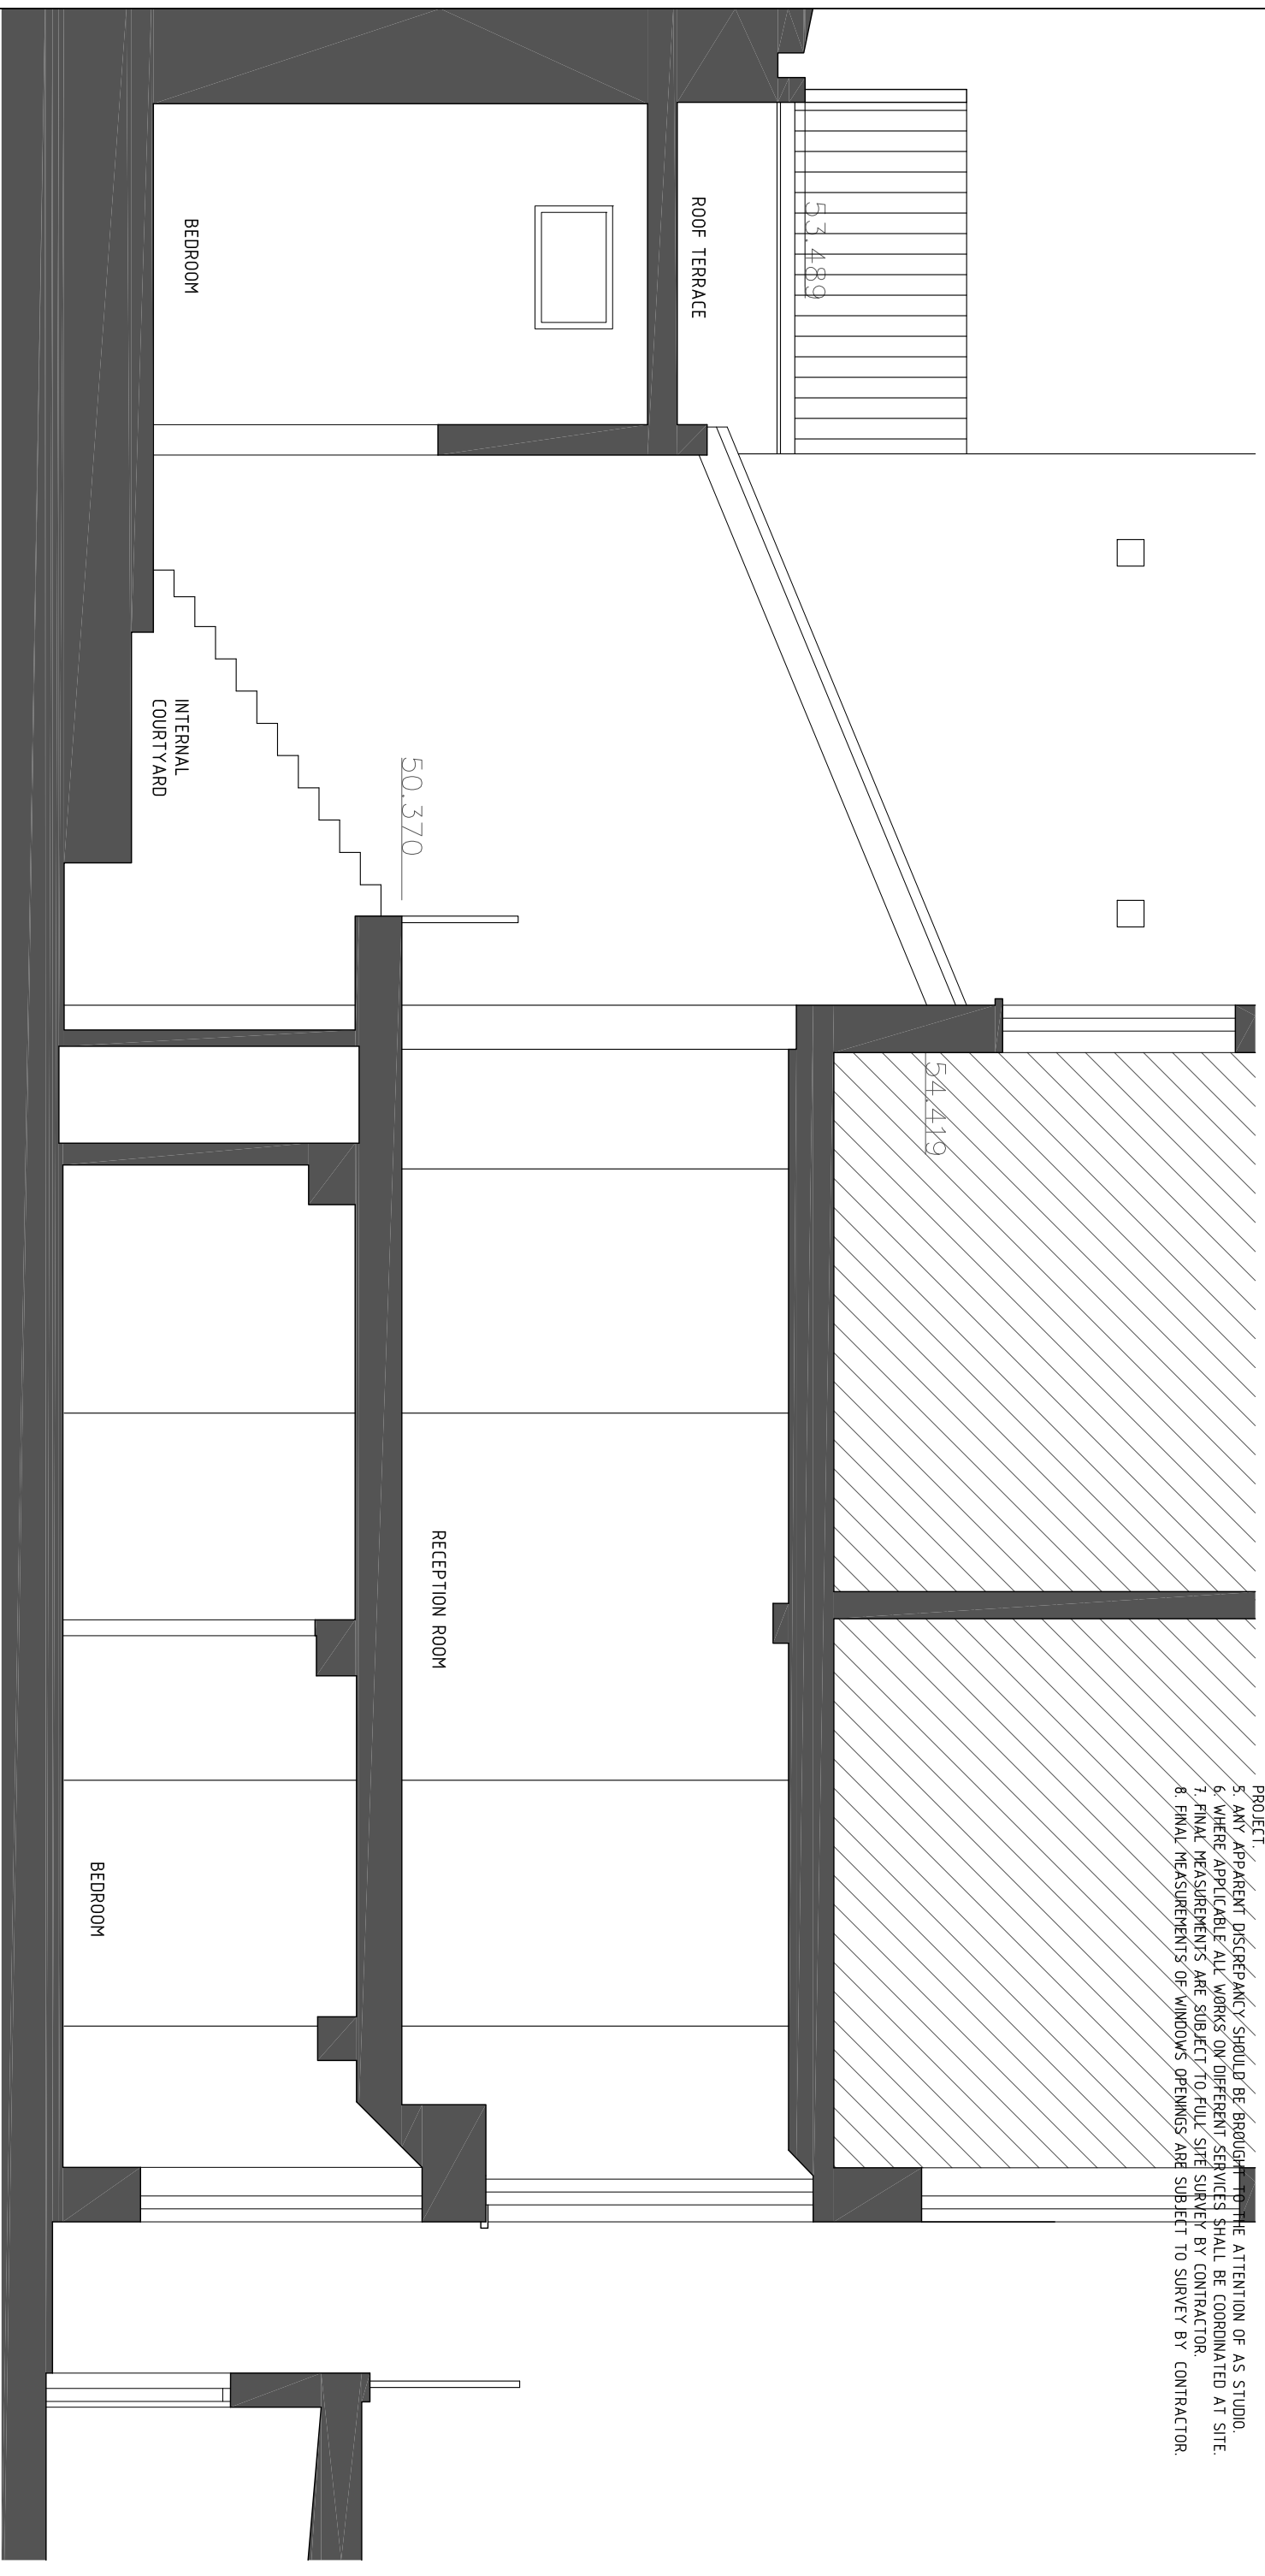 PROJECT.
5. ANY APPARENT DISCREPANCY SHOULD BE BROUGHT TO THE ATTENTION OF AS STUDIO.
6. WHERE APPLICABLE ALL WORKS ON DIFFERENT SERVICES SHALL BE COORDINATED AT SITE.
7. FINAL MEASUREMENTS ARE SUBJECT TO FULL SITE SURVEY BY CONTRACTOR.
8. FINAL MEASUREMENTS OF WINDOWS OPENINGS ARE SUBJECT TO SURVEY BY CONTRACTOR.
54.419
53.489
ROOF TERRACE
RECEPTION ROOM
50.370
BEDROOM
INTERNAL
COURTYARD
BEDROOM